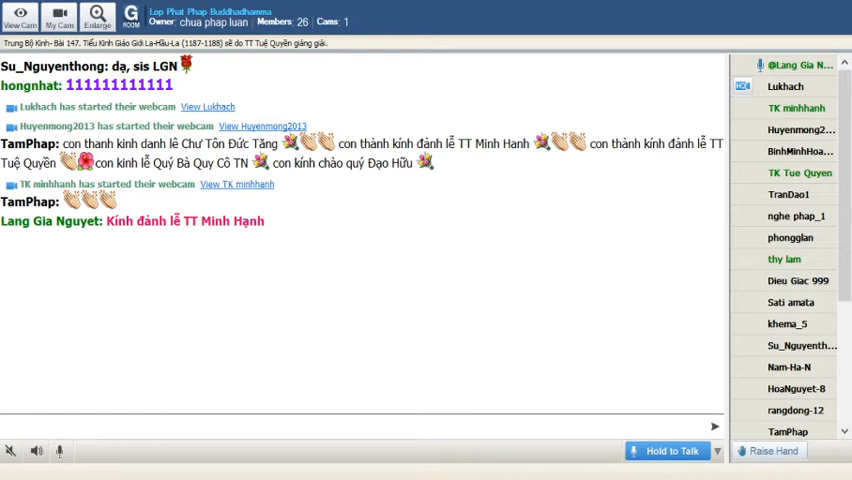 Lop Phat Phap Buddhadhamma
Owner: chua phap luan Members: 26 Cams: 1
View Cam My Cam Enlarge G ROOM
Trung Bộ Kinh- Bài 147. Tiểu Kinh Giáo Giới La-Hầu-La (1187-1188) sẽ do TT Tuệ Quyền giảng giải.
Su_Nguyenthong: dạ, sis LGN
hongnhat: 111111111111
Lukhach has started their webcam View Lukhach
Huyenmong2013 has started their webcam View Huyenmong2013
TamPhap: con thanh kinh danh lê Chư Tôn Đức Tăng con thành kính đảnh lễ TT Minh Hanh con thành kính đảnh lễ TT
Tuệ Quyền con kinh lễ Quý Bà Quy Cô TN con kính chào quý Đạo Hữu
TK minhhanh has started their webcam View TK minhhanh
TamPhap:
Lang Gia Nguyet: Kính đảnh lễ TT Minh Hạnh
@Lang Gia N...
Lukhach
TK minhhanh
Huyenmong2...
BinhMinhHoa...
TK Tue Quyen
TranDao1
nghe phap_1
phongglan
thy lam
Dieu Giac 999
Sati amata
khema_5
Su_Nguyenth...
Nam-Ha-N
HoaNguyet-8
rangdong-12
TamPhap
Hold to Talk
Raise Hand